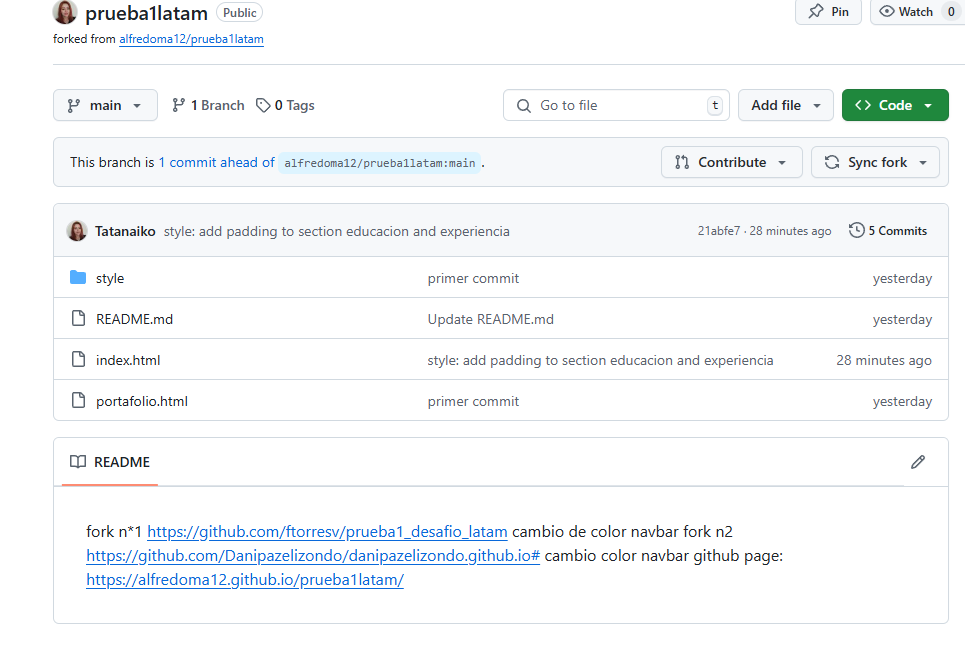 prueba1latam Public Pin Watch 0
forked from alfredoma12/prueba1latam
main 1 Branch 0 Tags Go to file t Add file Code
This branch is 1 commit ahead of alfredoma12/prueba1latam:main . Contribute Sync fork
Tatanaiko style: add padding to section educacion and experiencia 21abfe7 · 28 minutes ago 5 Commits
style primer commit yesterday
README.md Update README.md yesterday
index.html style: add padding to section educacion and experiencia 28 minutes ago
portafolio.html primer commit yesterday
README
fork n*1 https://github.com/ftorresv/prueba1_desafio_latam cambio de color navbar fork n2
https://github.com/Danipazelizondo/danipazelizondo.github.io# cambio color navbar github page:
https://alfredoma12.github.io/prueba1latam/